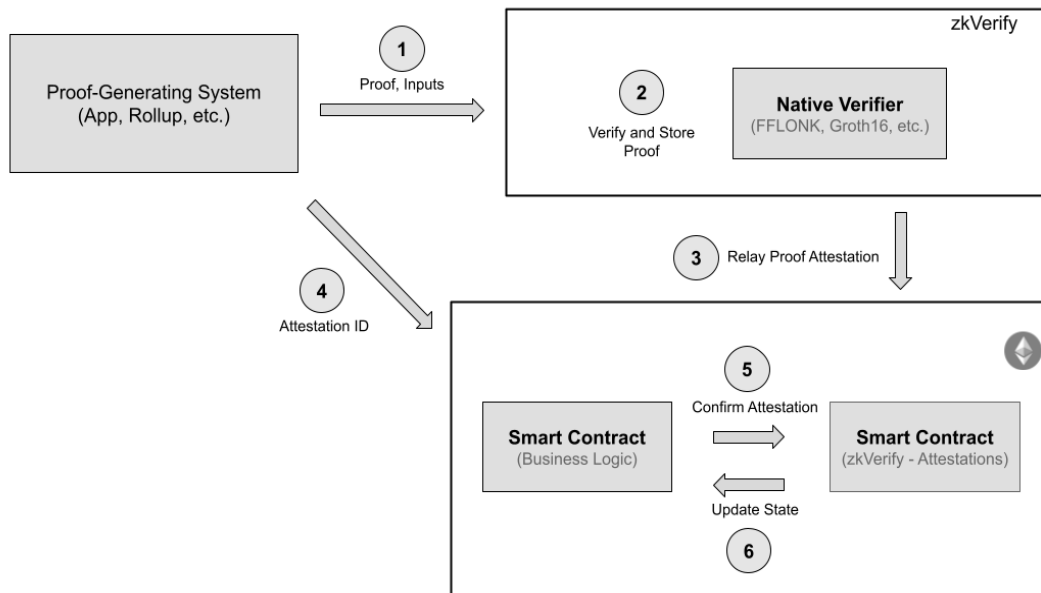 zkVerify
1
Proof, Inputs
Proof-Generating System
(App, Rollup, etc.)
2
Verify and Store
Proof
Native Verifier
(FFLONK, Groth16, etc.)
3
Relay Proof Attestation
4
Attestation ID
5
Confirm Attestation
Smart Contract
(Business Logic)
Smart Contract
(zkVerify - Attestations)
Update State
6